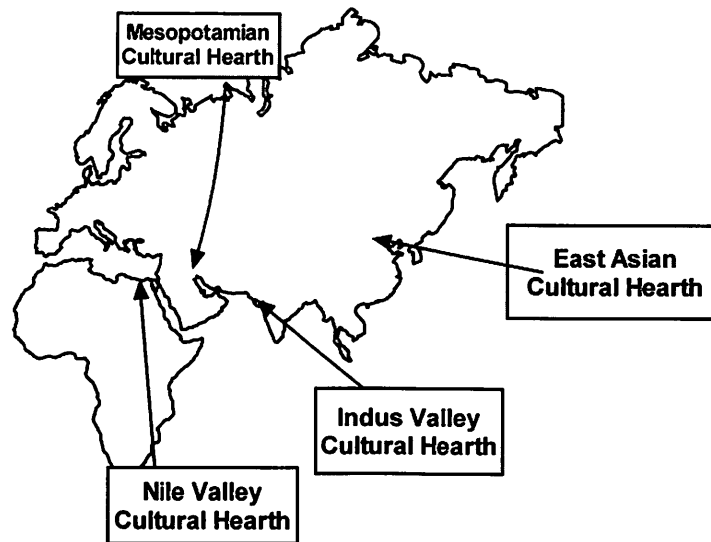 Mesopotamian
Cultural Hearth
East Asian
Cultural Hearth
Indus Valley
Cultural Hearth
Nile Valley
Cultural Hearth